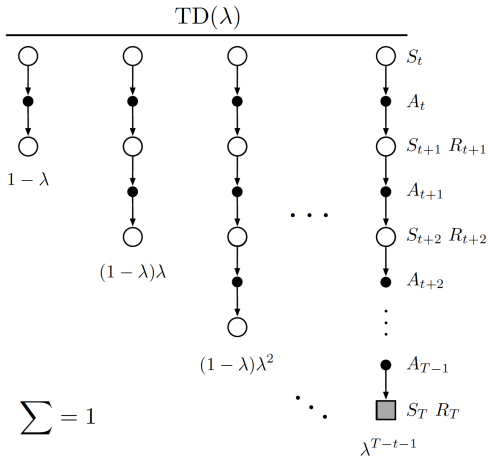 TD(λ)
S_t
A_t
S_{t+1} R_{t+1}
1 − λ
A_{t+1}
· · ·
S_{t+2} R_{t+2}
(1 − λ)λ
A_{t+2}
(1 − λ)λ^2
A_{T−1}
∑ = 1
S_T R_T
λ^{T−t−1}